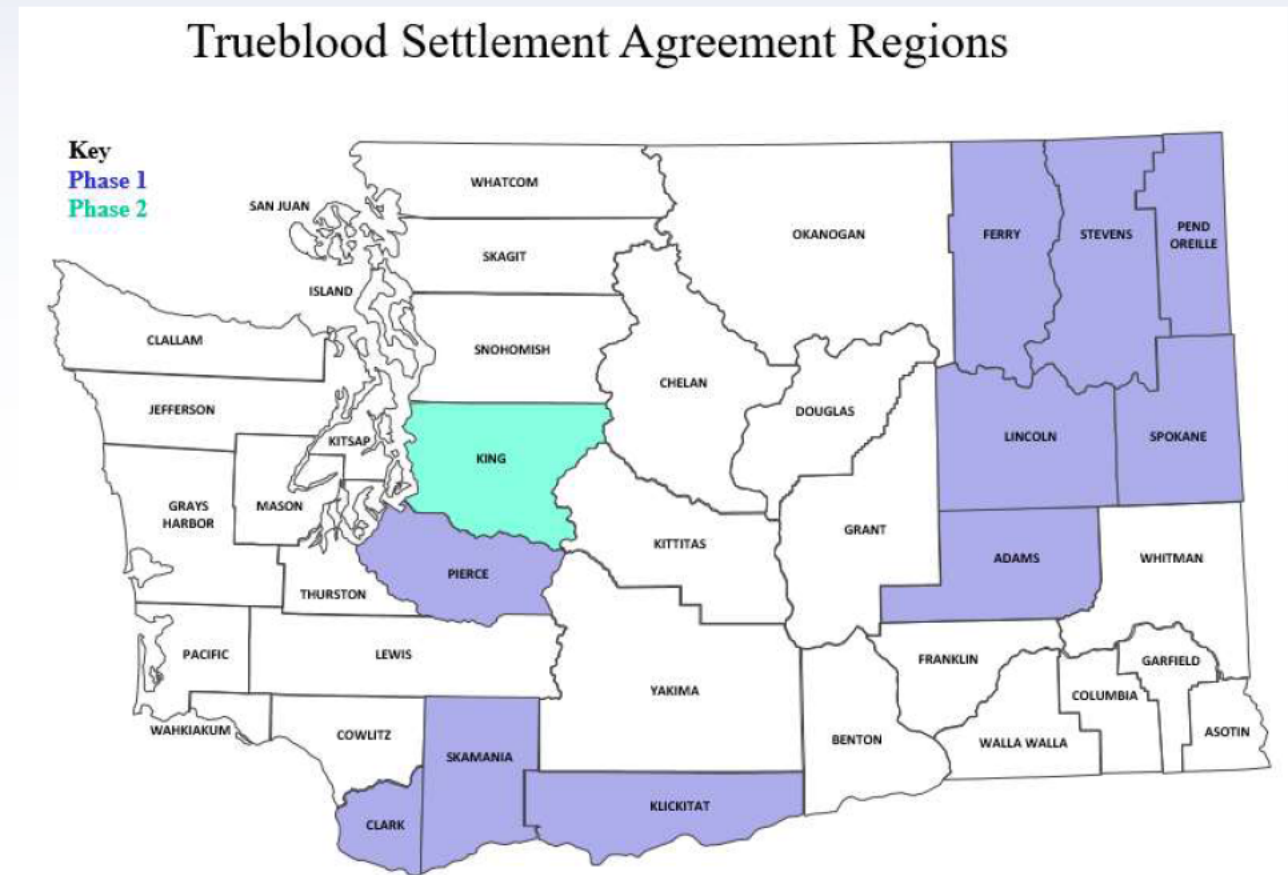 Trueblood Settlement Agreement Regions
Key
Phase 1
Phase 2
WHATCOM
SAN JUAN
SKAGIT
OKANOGAN
FERRY
STEVENS
PEND
OREILLE
ISLAND
CLALLAM
SNOHOMISH
CHELAN
JEFFERSON
DOUGLAS
KITSAP
KING
LINCOLN
SPOKANE
GRAYS
HARBOR
MASON
KITTITAS
GRANT
ADAMS
WHITMAN
PIERCE
THURSTON
PACIFIC
LEWIS
YAKIMA
FRANKLIN
GARFIELD
COLUMBIA
WAHKIAKUM
COWLITZ
SKAMANIA
BENTON
WALLA WALLA
ASOTIN
CLARK
KLICKITAT